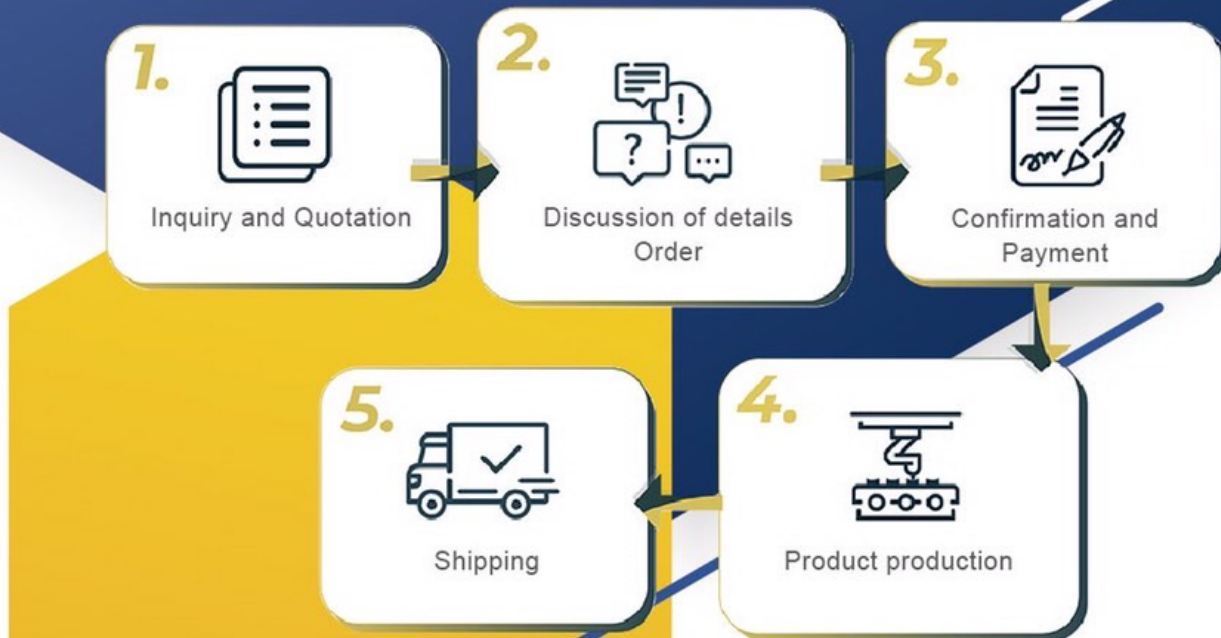 1.
Inquiry and Quotation
2.
?
!
...
Discussion of details
Order
3.
Confirmation and
Payment
4.
Product production
5.
Shipping